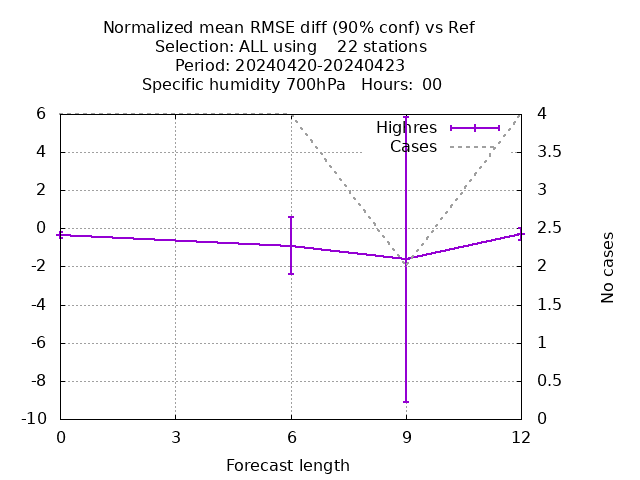 Normalized mean RMSE diff (90% conf) vs Ref
Selection: ALL using    22 stations
Period: 20240420-20240423
Specific humidity 700hPa   Hours:  00
6
4
2
0
-2
-4
-6
-8
-10
Highres
Cases
4
3.5
3
2.5
2
1.5
1
0.5
0
No cases
0 3 6 9 12
Forecast length